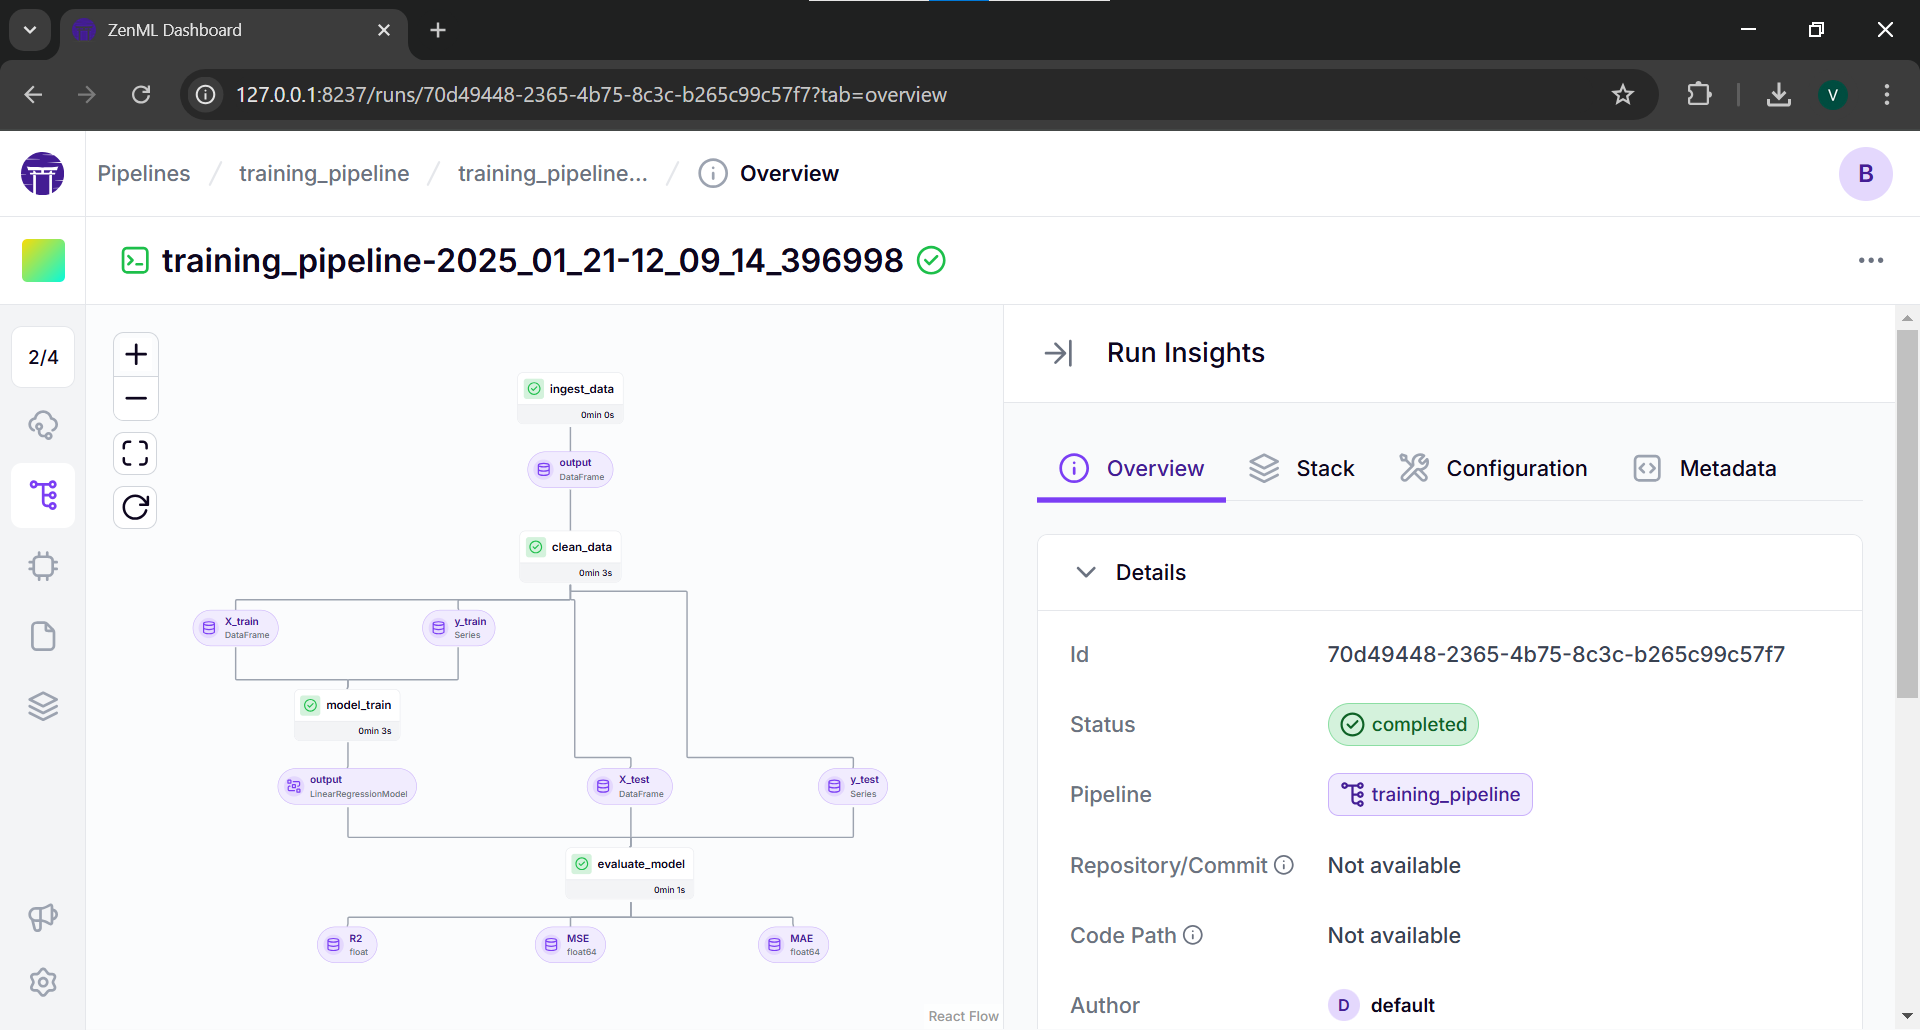 ZenML Dashboard
127.0.0.1:8237/runs/70d49448-2365-4b75-8c3c-b265c99c57f7?tab=overview
V
Pipelines / training_pipeline / training_pipeline... / Overview
B
training_pipeline-2025_01_21-12_09_14_396998
2/4
ingest_data
0min 0s
output
DataFrame
clean_data
0min 3s
X_train
DataFrame
y_train
Series
model_train
0min 3s
output
LinearRegressionModel
X_test
DataFrame
y_test
Series
evaluate_model
0min 1s
R2
float
MSE
float64
MAE
float64
React Flow
Run Insights
Overview
Stack
Configuration
Metadata
Details
Id 70d49448-2365-4b75-8c3c-b265c99c57f7
Status completed
Pipeline training_pipeline
Repository/Commit Not available
Code Path Not available
Author D default